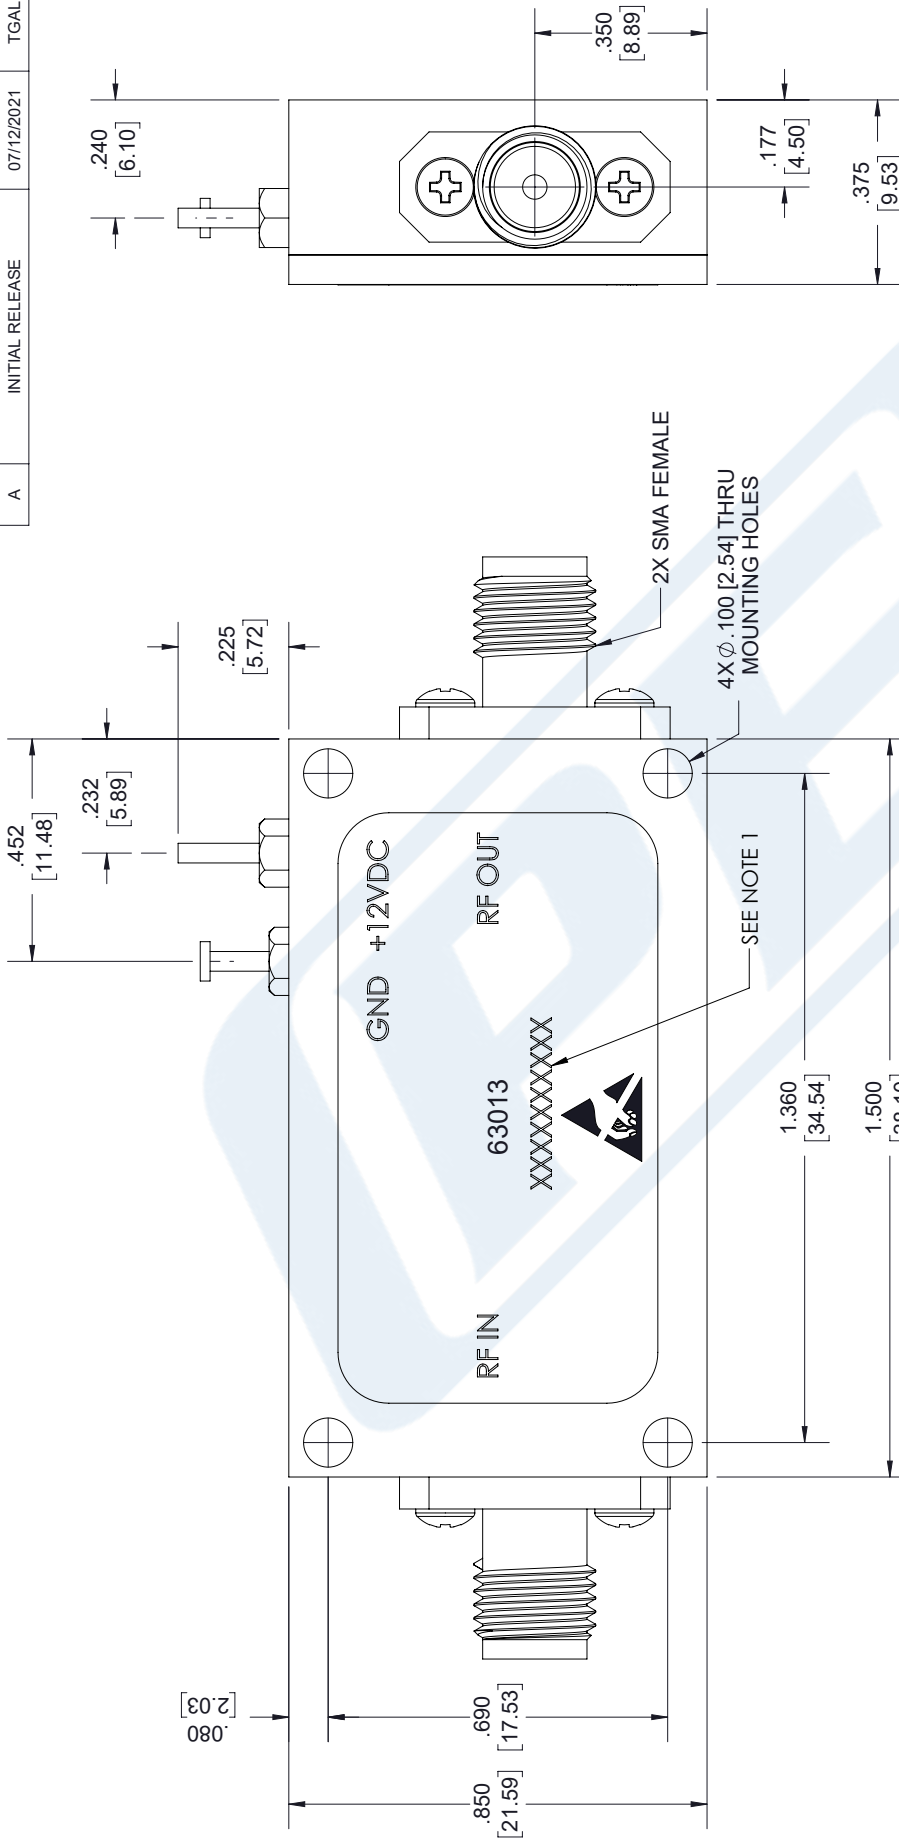 A INITIAL RELEASE 07/12/2021 TGAL
.452
[11.48]
.232
[5.89]
.225
[5.72]
.240
[6.10]
GND +12VDC
RF IN
RF OUT
63013
XXXXXXXXXX
SEE NOTE 1
2X SMA FEMALE
4X Ø.100 [2.54] THRU
MOUNTING HOLES
.080
[2.03]
.690
[17.53]
.850
[21.59]
1.360
[34.54]
1.500
.350
[8.89]
.177
[4.50]
.375
[9.53]